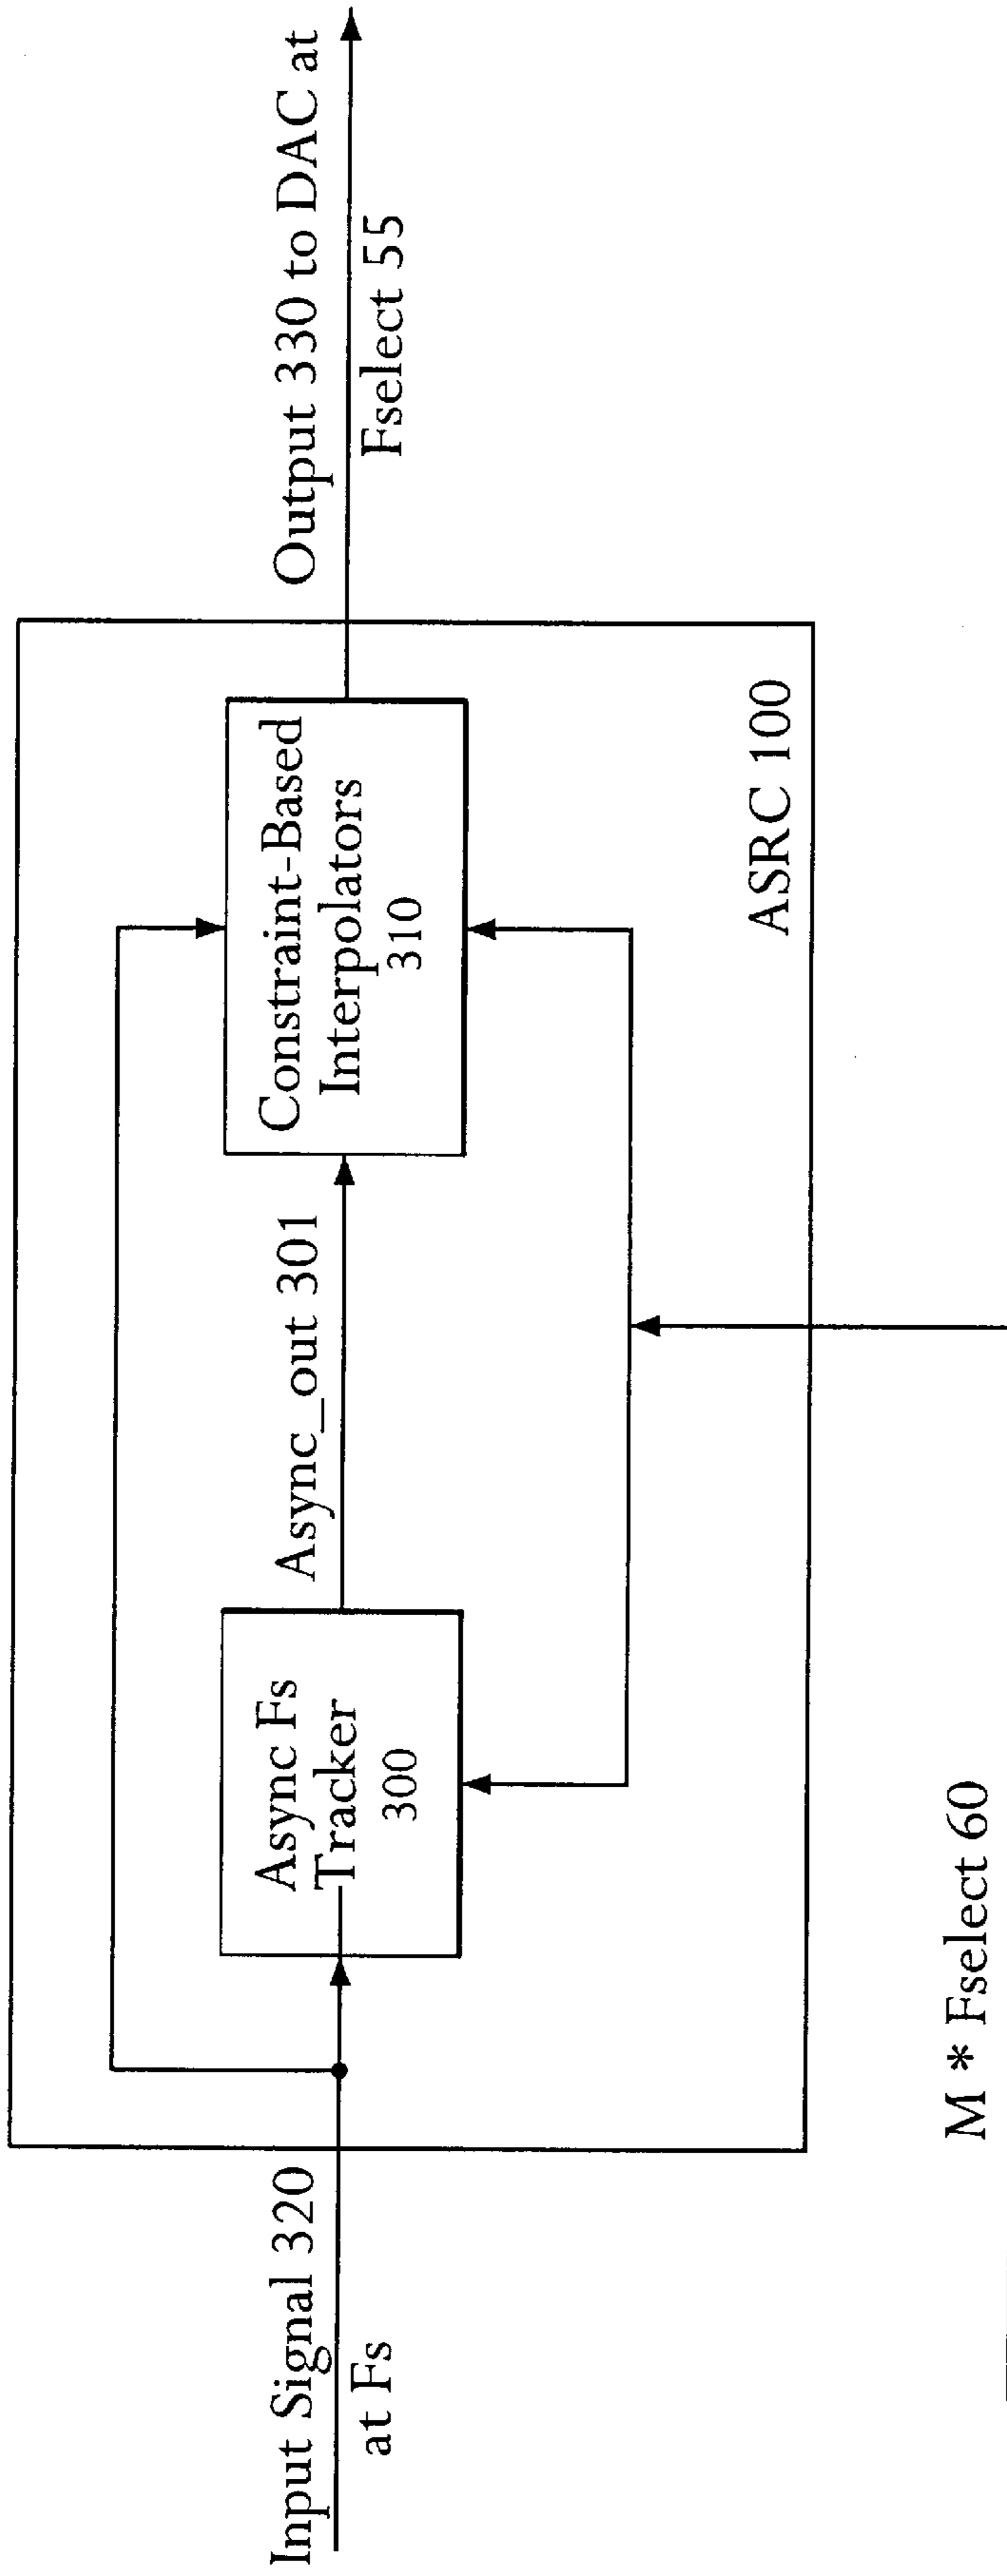 Input Signal 320
at Fs
Async Fs
Tracker
300
Async_out 301
Constraint-Based
Interpolators
310
Output 330 to DAC at
Fselect 55
ASRC 100
M * Fselect 60